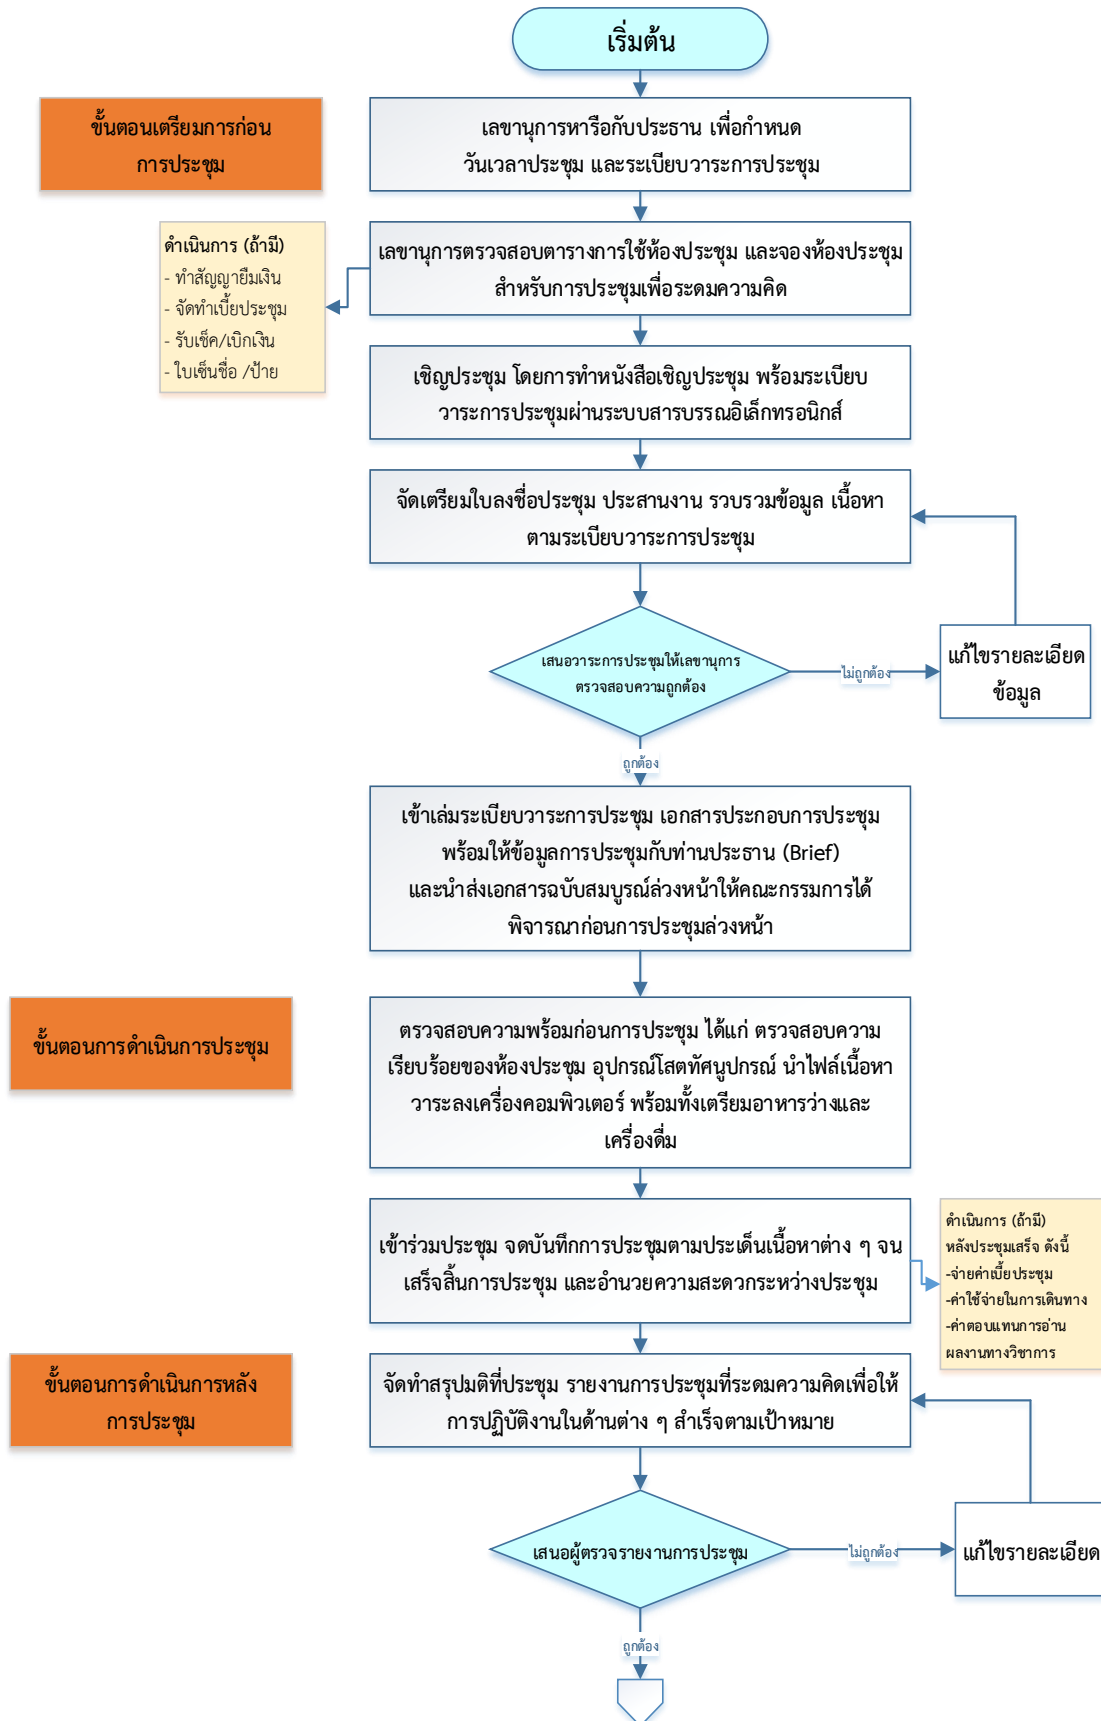 เริ่มต้น
ขั้นตอนเตรียมการก่อน
การประชุม
เลขานุการหารือกับประธาน เพื่อกำหนด
วันเวลาประชุม และระเบียบวาระการประชุม
ดำเนินการ (ถ้ามี)
- ทำสัญญายืมเงิน
- จัดทำเบี้ยประชุม
- รับเช็ค/เบิกเงิน
- ใบเซ็นชื่อ /ป้าย
เลขานุการตรวจสอบตารางการใช้ห้องประชุม และจองห้องประชุม
สำหรับการประชุมเพื่อระดมความคิด
เชิญประชุม โดยการทำหนังสือเชิญประชุม พร้อมระเบียบ
วาระการประชุมผ่านระบบสารบรรณอิเล็กทรอนิกส์
จัดเตรียมใบลงชื่อประชุม ประสานงาน รวบรวมข้อมูล เนื้อหา
ตามระเบียบวาระการประชุม
เสนอวาระการประชุมให้เลขานุการ
ตรวจสอบความถูกต้อง
ไม่ถูกต้อง
แก้ไขรายละเอียด
ข้อมูล
ถูกต้อง
เข้าเล่มระเบียบวาระการประชุม เอกสารประกอบการประชุม
พร้อมให้ข้อมูลการประชุมกับท่านประธาน (Brief)
และนำส่งเอกสารฉบับสมบูรณ์ล่วงหน้าให้คณะกรรมการได้
พิจารณาก่อนการประชุมล่วงหน้า
ขั้นตอนการดำเนินการประชุม
ตรวจสอบความพร้อมก่อนการประชุม ได้แก่ ตรวจสอบความ
เรียบร้อยของห้องประชุม อุปกรณ์โสตทัศนูปกรณ์ นำไฟล์เนื้อหา
วาระลงเครื่องคอมพิวเตอร์ พร้อมทั้งเตรียมอาหารว่างและ
เครื่องดื่ม
เข้าร่วมประชุม จดบันทึกการประชุมตามประเด็นเนื้อหาต่าง ๆ จน
เสร็จสิ้นการประชุม และอำนวยความสะดวกระหว่างประชุม
ดำเนินการ (ถ้ามี)
หลังประชุมเสร็จ ดังนี้
-จ่ายค่าเบี้ยประชุม
-ค่าใช้จ่ายในการเดินทาง
-ค่าตอบแทนการอ่าน
ผลงานทางวิชาการ
ขั้นตอนการดำเนินการหลัง
การประชุม
จัดทำสรุปมติที่ประชุม รายงานการประชุมที่ระดมความคิดเพื่อให้
การปฏิบัติงานในด้านต่าง ๆ สำเร็จตามเป้าหมาย
เสนอผู้ตรวจรายงานการประชุม
ไม่ถูกต้อง
แก้ไขรายละเอียด
ถูกต้อง